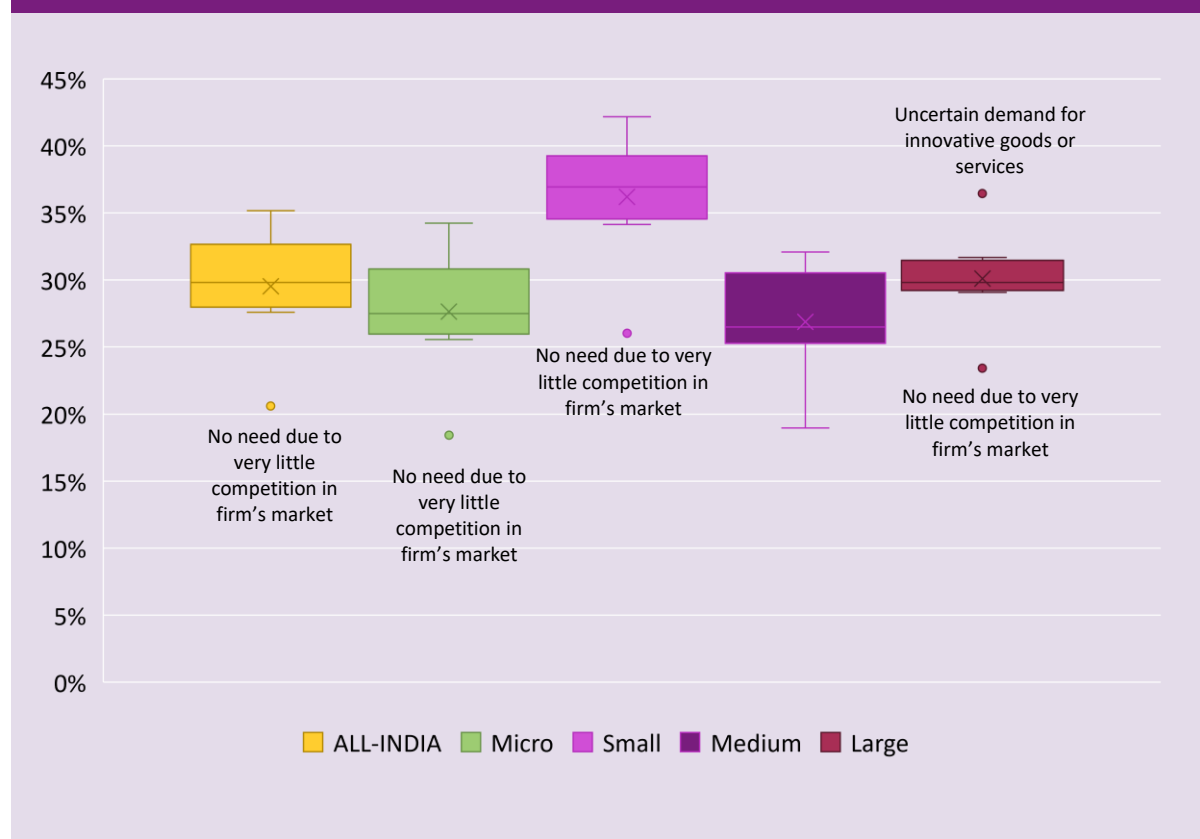 45%
40%
35%
30%
25%
20%
15%
10%
5%
0%
Uncertain demand for
innovative goods or
services
No need due to
very little
competition in
firm's market
No need due to
very little
competition in
firm's market
No need due to very
little competition in
firm's market
No need due to very
little competition in
firm's market
ALL-INDIA Micro Small Medium Large